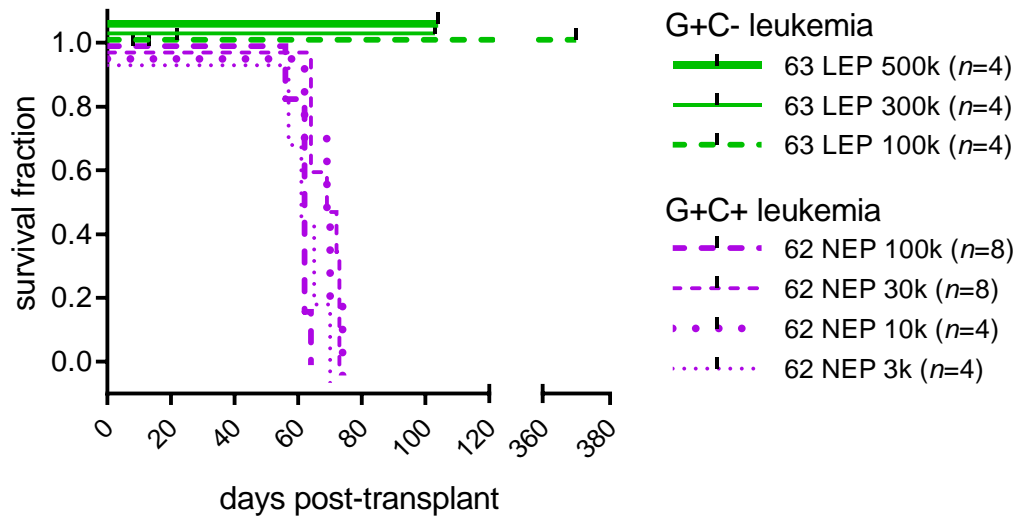 1.0
0.8
0.6
0.4
0.2
0.0
survival fraction
0 20 40 60 80 100 120 360 380
days post-transplant
G+C- leukemia
63 LEP 500k (n=4)
63 LEP 300k (n=4)
63 LEP 100k (n=4)
G+C+ leukemia
62 NEP 100k (n=8)
62 NEP 30k (n=8)
62 NEP 10k (n=4)
62 NEP 3k (n=4)